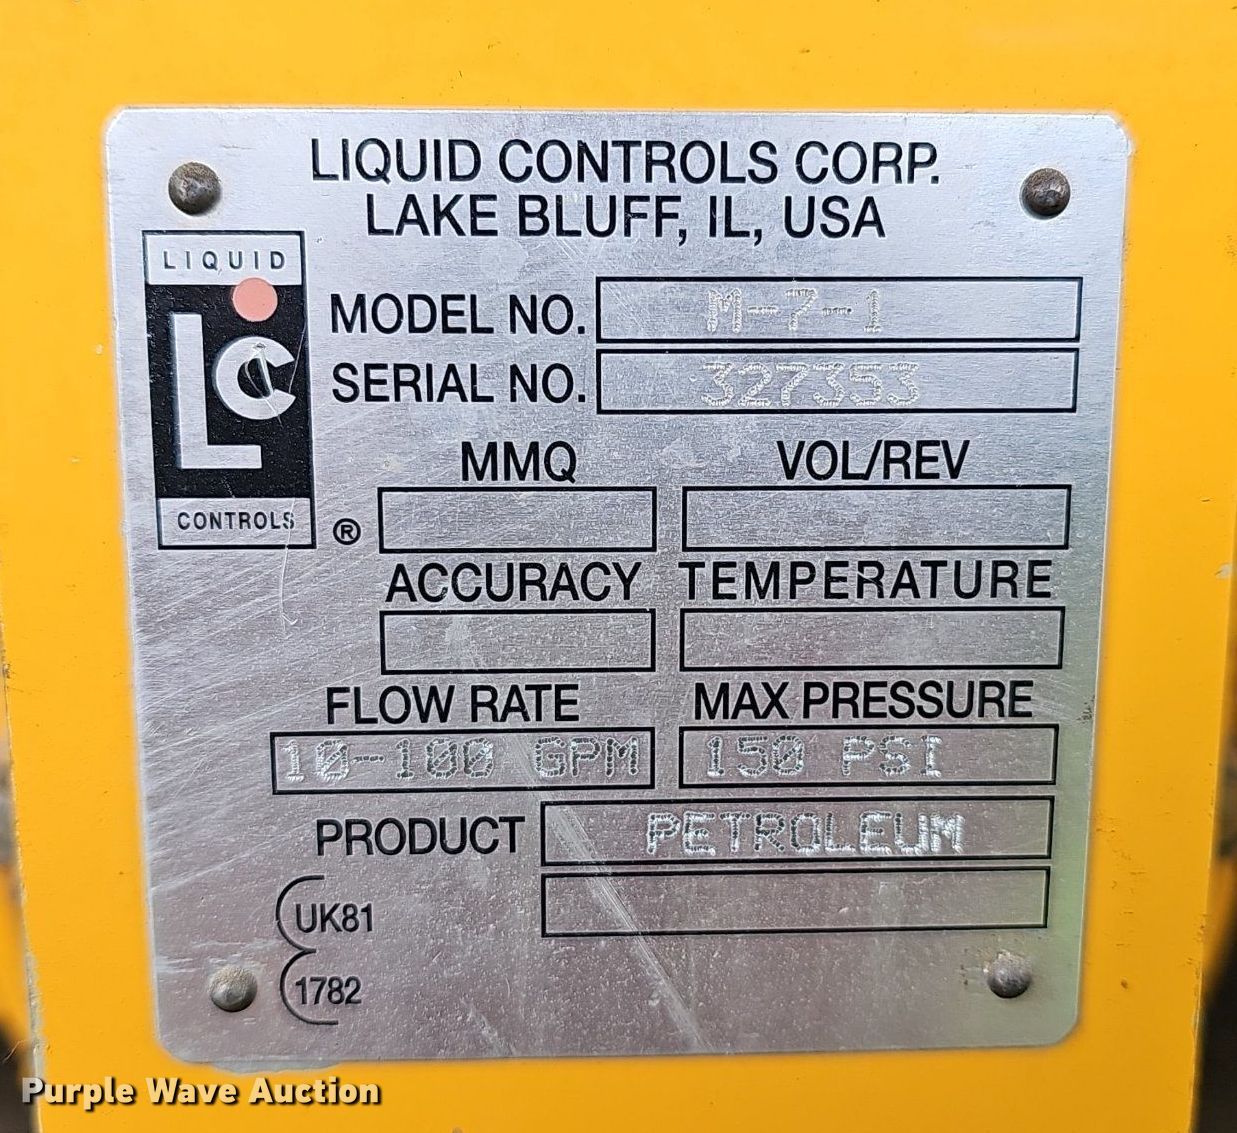 LIQUID CONTROLS CORP.
LAKE BLUFF, IL, USA
LIQUID
LC
CONTROLS
®
MODEL NO. M-7-1
SERIAL NO. 327353
MMQ VOL/REV
ACCURACY TEMPERATURE
FLOW RATE MAX PRESSURE
10-100 GPM 150 PSI
PRODUCT PETROLEUM
UK81
1782
Purple Wave Auction